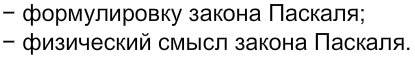 − формулировку закона Паскаля;
− физический смысл закона Паскаля.